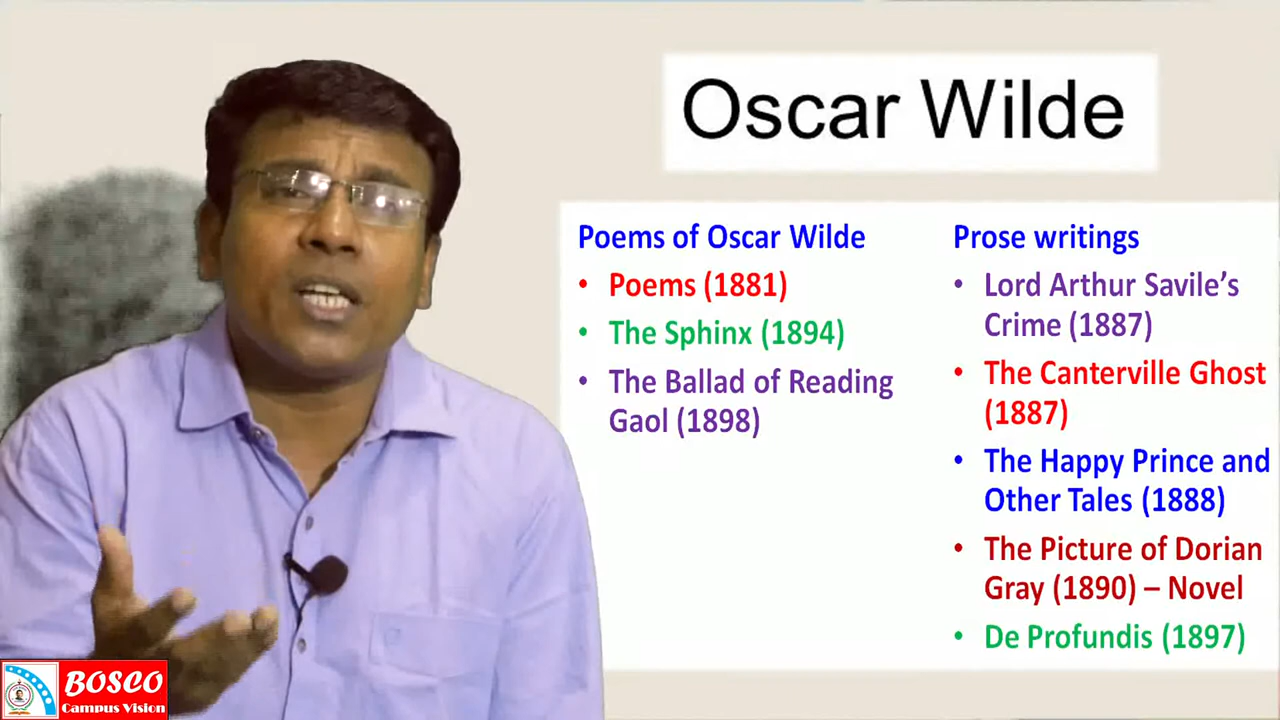 Oscar Wilde
Poems of Oscar Wilde
• Poems (1881)
• The Sphinx (1894)
• The Ballad of Reading
Gaol (1898)
Prose writings
• Lord Arthur Savile’s
Crime (1887)
• The Canterville Ghost
(1887)
• The Happy Prince and
Other Tales (1888)
• The Picture of Dorian
Gray (1890) – Novel
• De Profundis (1897)
BOSCO
Campus Vision